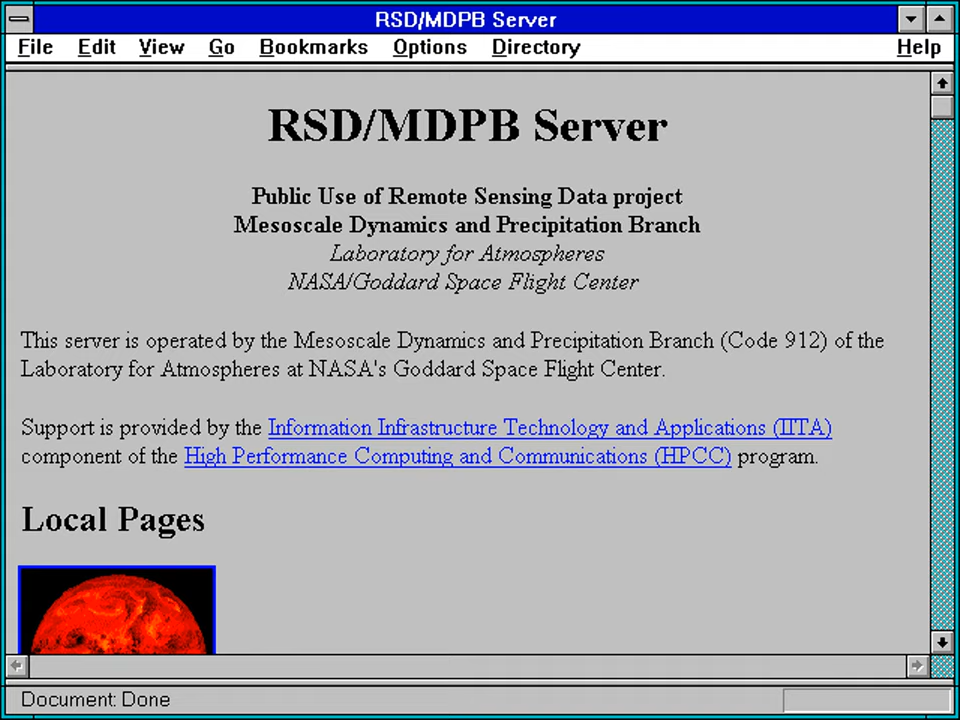 RSD/MDPB Server
File Edit View Go Bookmarks Options Directory Help
RSD/MDPB Server
Public Use of Remote Sensing Data project
Mesoscale Dynamics and Precipitation Branch
Laboratory for Atmospheres
NASA/Goddard Space Flight Center
This server is operated by the Mesoscale Dynamics and Precipitation Branch (Code 912) of the
Laboratory for Atmospheres at NASA's Goddard Space Flight Center.
Support is provided by the Information Infrastructure Technology and Applications (IITA)
component of the High Performance Computing and Communications (HPCC) program.
Local Pages
Document: Done